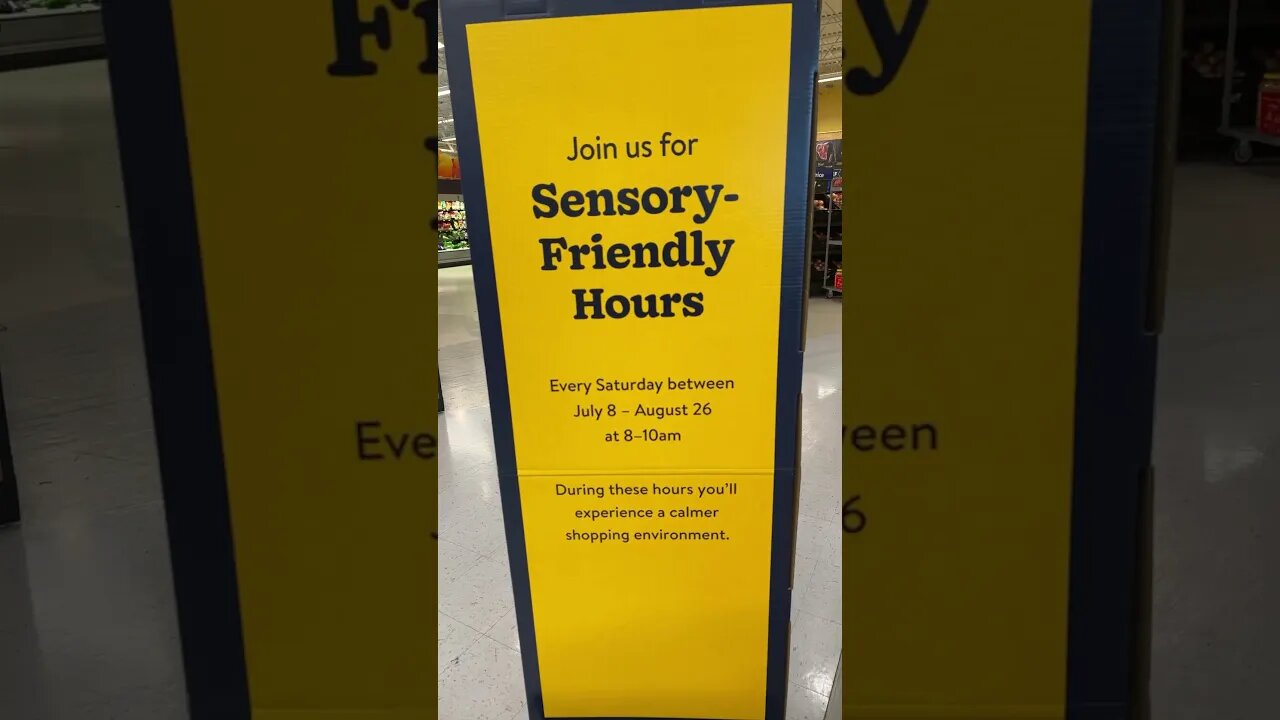 Join us for
Sensory-
Friendly
Hours
Every Saturday between
July 8 – August 26
at 8–10am
During these hours you'll
experience a calmer
shopping environment.